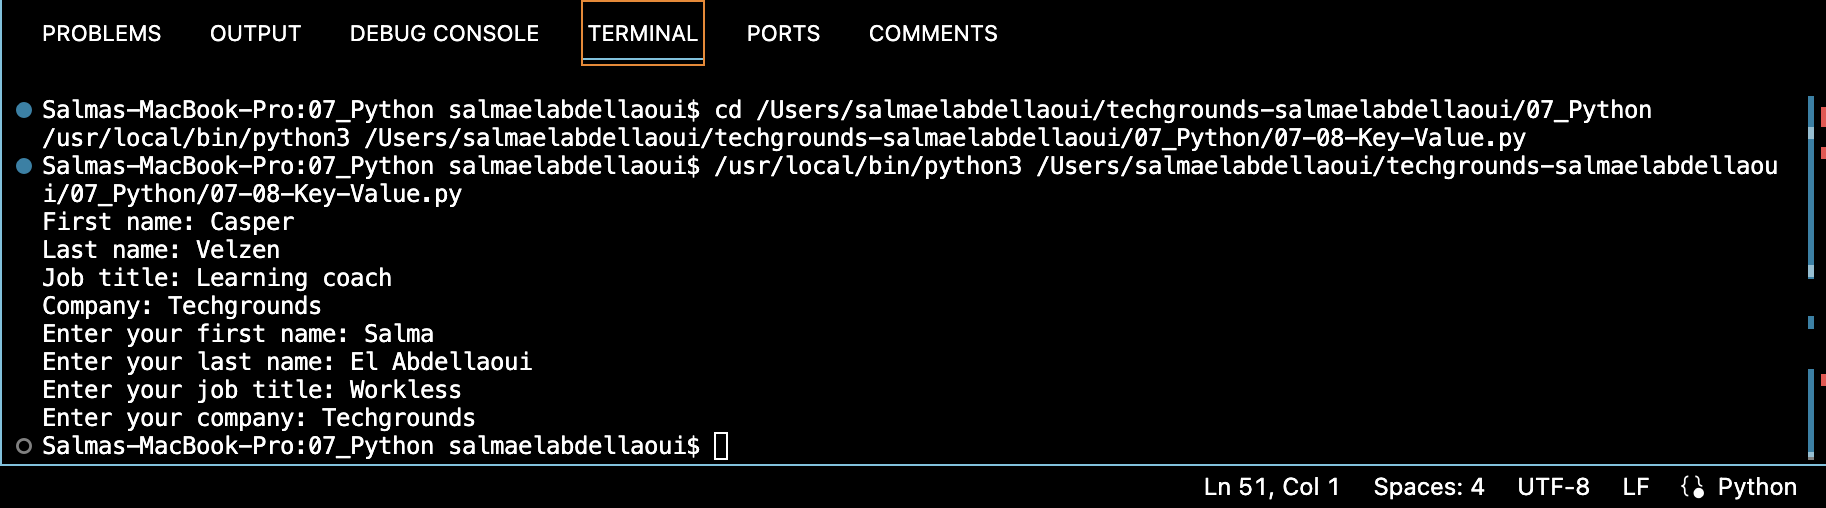 PROBLEMS OUTPUT DEBUG CONSOLE TERMINAL PORTS COMMENTS
Salmas-MacBook-Pro:07_Python salmaelabdellaoui$ cd /Users/salmaelabdellaoui/techgrounds-salmaelabdellaoui/07_Python
/usr/local/bin/python3 /Users/salmaelabdellaoui/techgrounds-salmaelabdellaoui/07_Python/07-08-Key-Value.py
Salmas-MacBook-Pro:07_Python salmaelabdellaoui$ /usr/local/bin/python3 /Users/salmaelabdellaoui/techgrounds-salmaelabdellaou
i/07_Python/07-08-Key-Value.py
First name: Casper
Last name: Velzen
Job title: Learning coach
Company: Techgrounds
Enter your first name: Salma
Enter your last name: El Abdellaoui
Enter your job title: Workless
Enter your company: Techgrounds
Salmas-MacBook-Pro:07_Python salmaelabdellaoui$
Ln 51, Col 1 Spaces: 4 UTF-8 LF Python